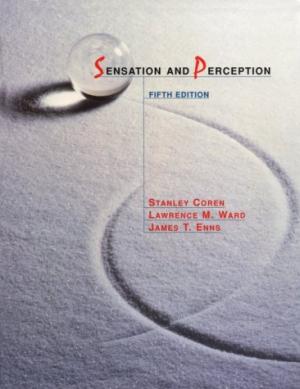 SENSATION AND PERCEPTION
FIFTH EDITION
STANLEY COREN
LAWRENCE M. WARD
JAMES T. ENNS